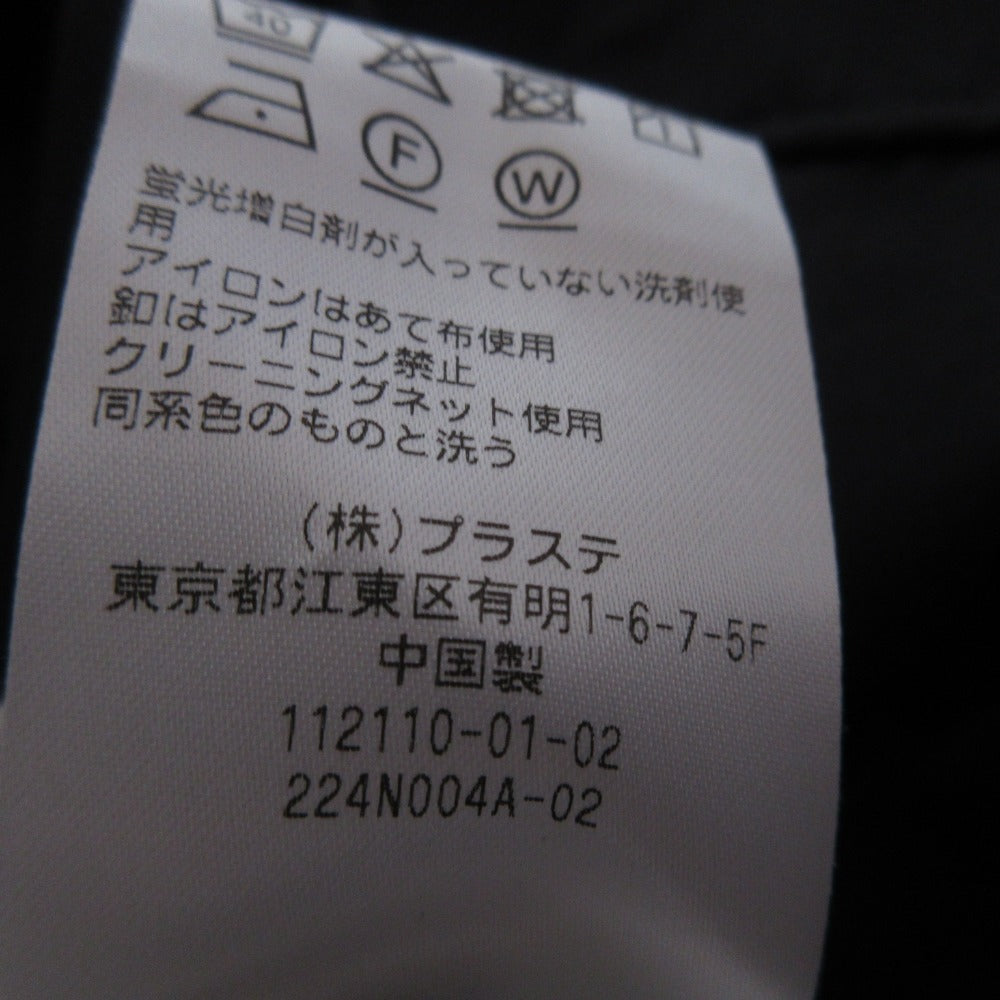 40
F W
蛍光増白剤が入っていない洗剤使
用
アイロンはあて布使用
釦はアイロン禁止
クリーニングネット使用
同系色のものと洗う
(株)プラステ
東京都江東区有明1-6-7-5F
中国製
112110-01-02
224N004A-02